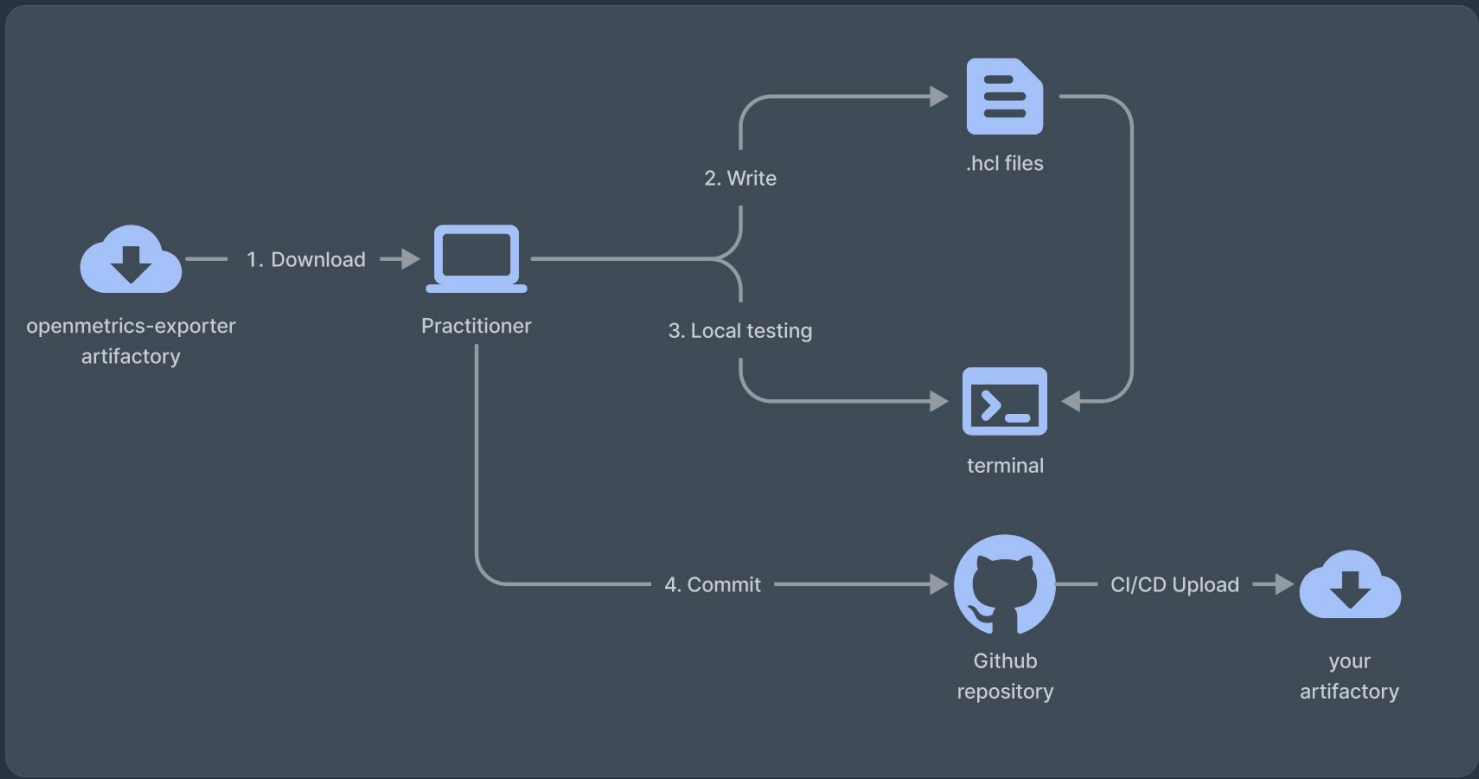 .hcl files
2. Write
1. Download
openmetrics-exporter
artifactory
Practitioner
3. Local testing
terminal
4. Commit
CI/CD Upload
Github
repository
your
artifactory